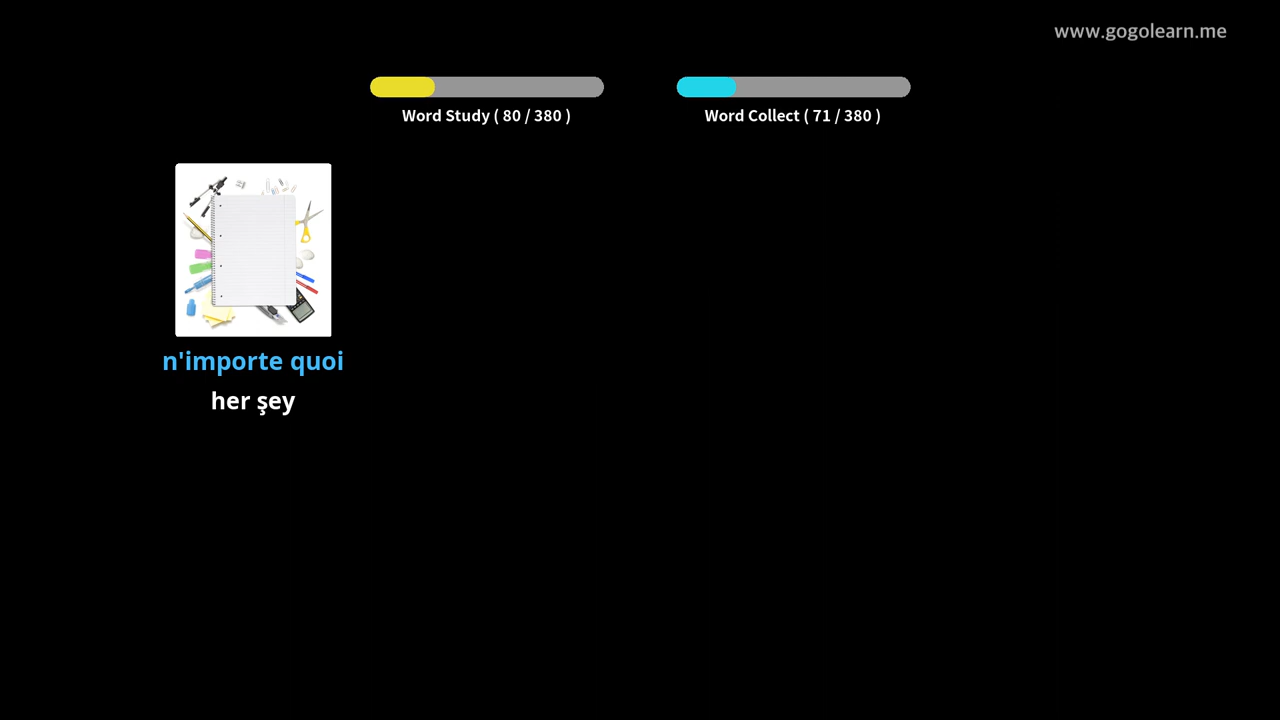 www.gogolearn.me
Word Study ( 80 / 380 )
Word Collect ( 71 / 380 )
n'importe quoi
her şey